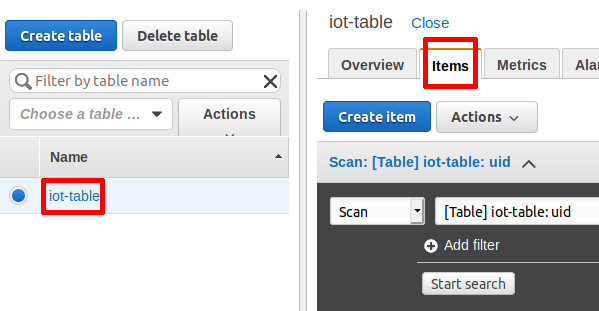 Create table
Delete table
Filter by table name
Choose a table ...
Actions
Name
iot-table
iot-table
Close
Overview
Items
Metrics
Create item
Actions
Scan: [Table] iot-table: uid
Scan
[Table] iot-table: uid
Add filter
Start search